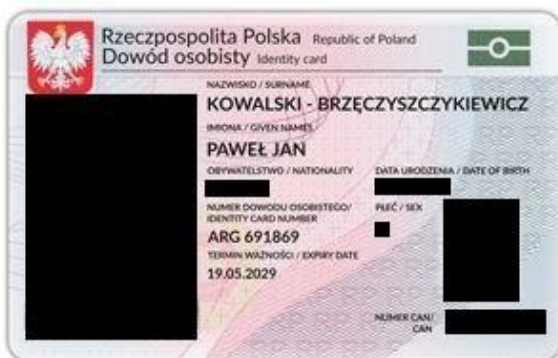 Rzeczpospolita Polska Republic of Poland
Dowód osobisty Identity card
NAZWISKO / SURNAME
KOWALSKI - BRZĘCZYSZCZYKIEWICZ
IMIONA / GIVEN NAMES
PAWEŁ JAN
OBYWATELSTWO / NATIONALITY DATA URODZENIA / DATE OF BIRTH
NUMER DOWODU OSOBISTEGO/ PŁEĆ / SEX
IDENTITY CARD NUMBER
ARG 691869
TERMIN WAŻNOŚCI / EXPIRY DATE
19.05.2029
NUMER CAN/
CAN